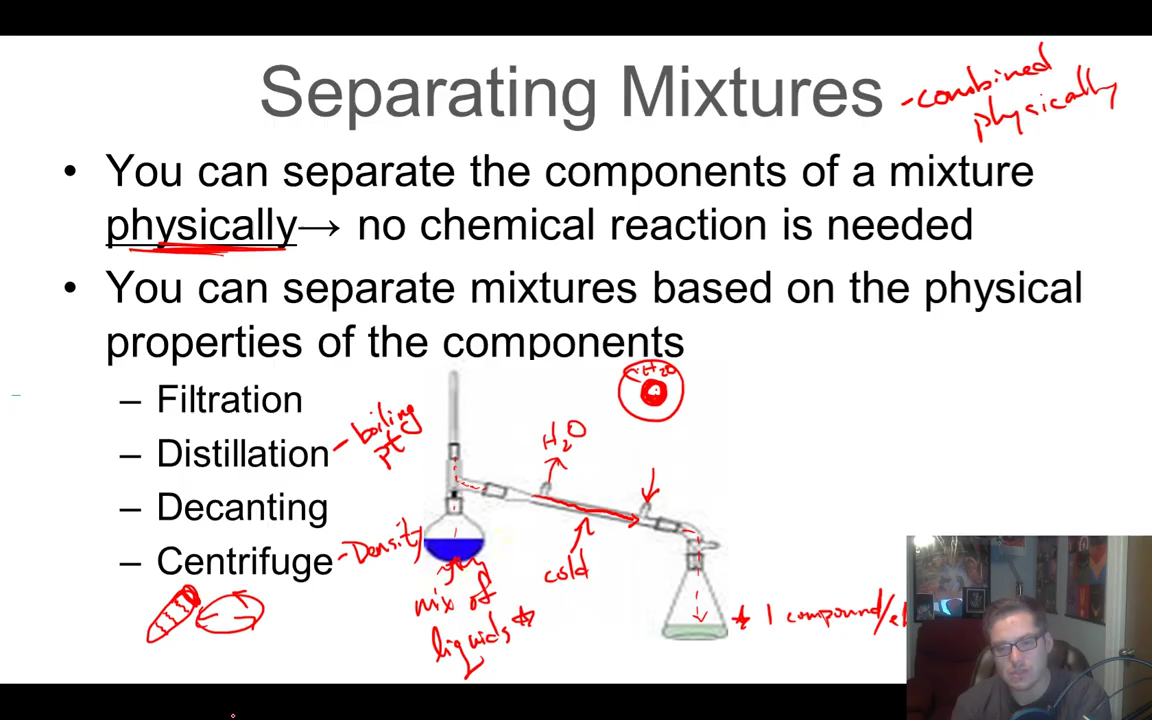 Separating Mixtures
-combined
physically
• You can separate the components of a mixture
physically→ no chemical reaction is needed
• You can separate mixtures based on the physical
properties of the components
– Filtration
– Distillation
- boiling
pt
– Decanting
– Centrifuge
-Density
H₂O
H₂O
cold
mix of
liquids*
* 1 compound/el